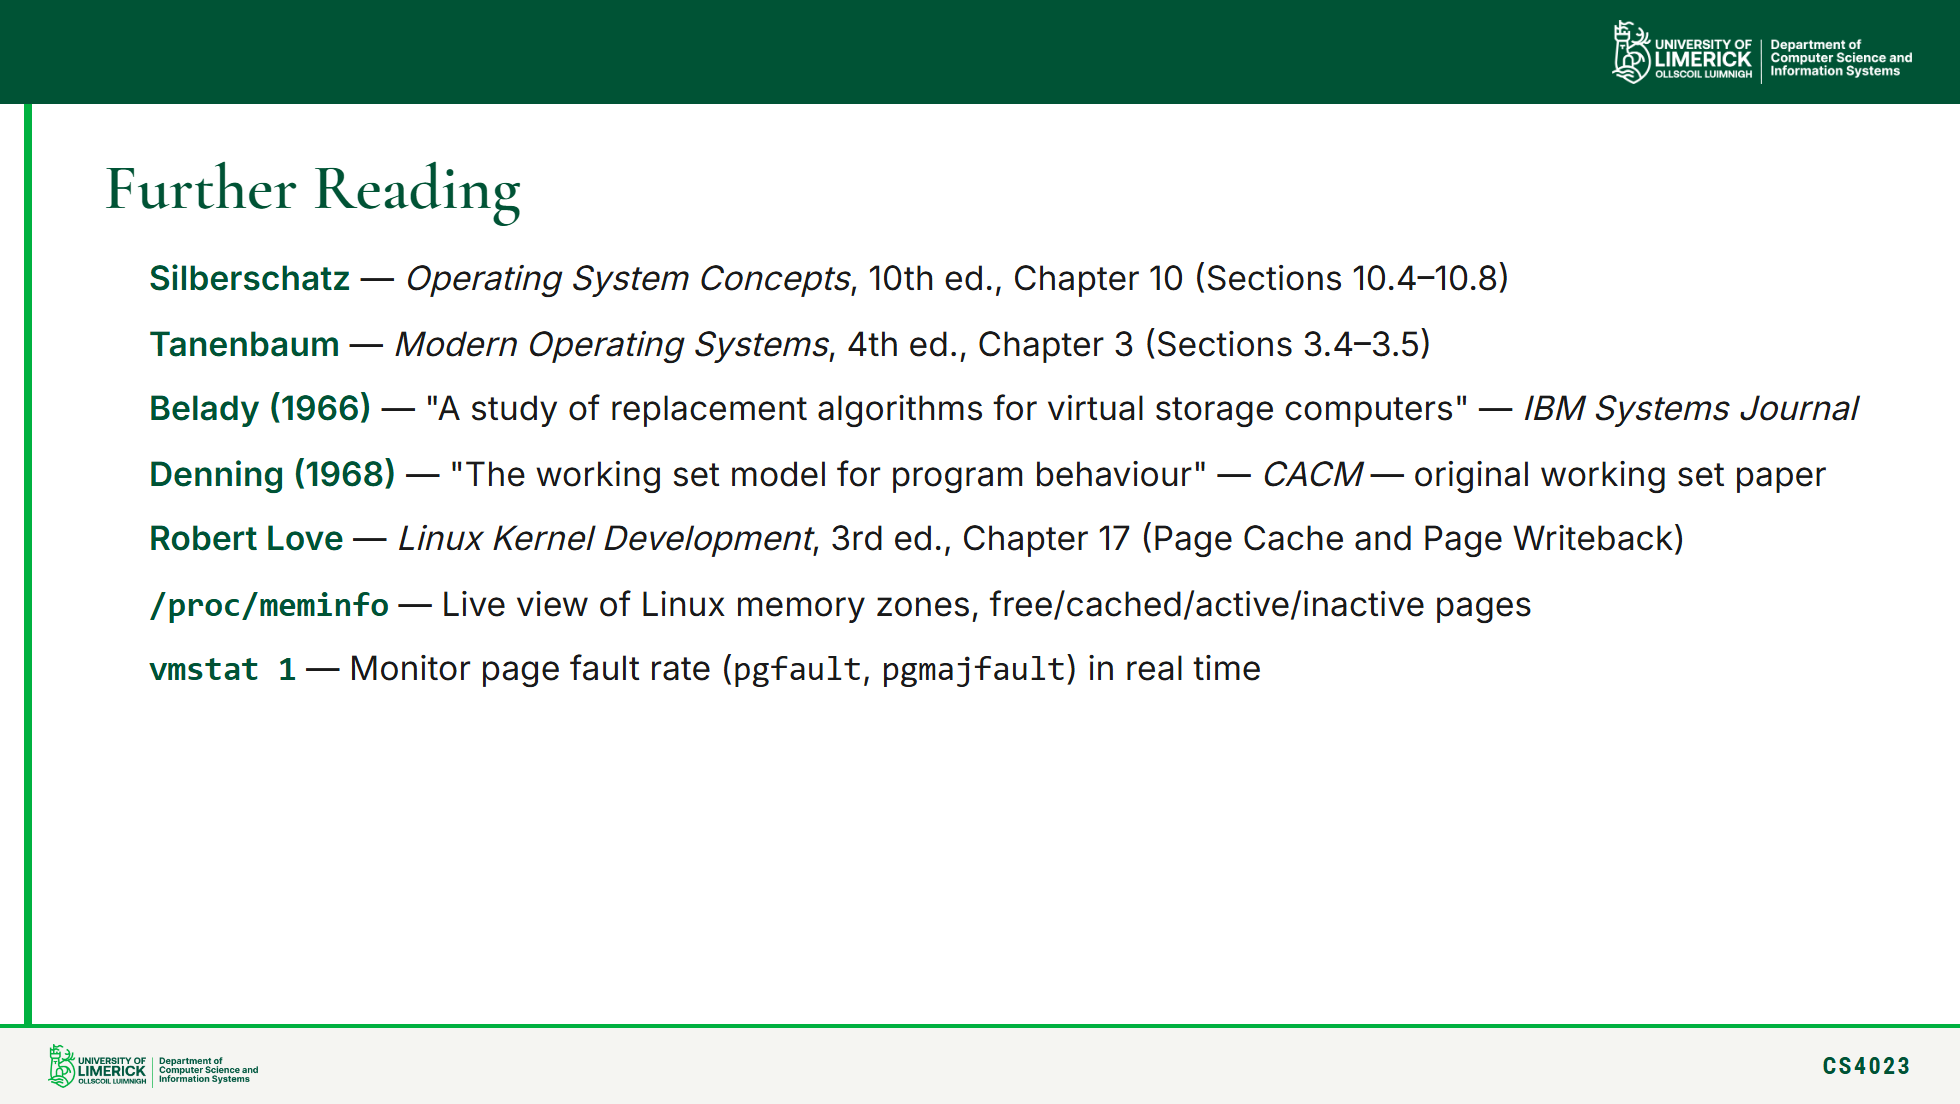 UNIVERSITY OF
LIMERICK
OLLSCOIL LUIMNIGH
Department of
Computer Science and
Information Systems
Further Reading
Silberschatz — Operating System Concepts, 10th ed., Chapter 10 (Sections 10.4–10.8)
Tanenbaum — Modern Operating Systems, 4th ed., Chapter 3 (Sections 3.4–3.5)
Belady (1966) — "A study of replacement algorithms for virtual storage computers" — IBM Systems Journal
Denning (1968) — "The working set model for program behaviour" — CACM — original working set paper
Robert Love — Linux Kernel Development, 3rd ed., Chapter 17 (Page Cache and Page Writeback)
/proc/meminfo — Live view of Linux memory zones, free/cached/active/inactive pages
vmstat 1 — Monitor page fault rate (pgfault, pgmajfault) in real time
UNIVERSITY OF
LIMERICK
OLLSCOIL LUIMNIGH
Department of
Computer Science and
Information Systems
CS4023